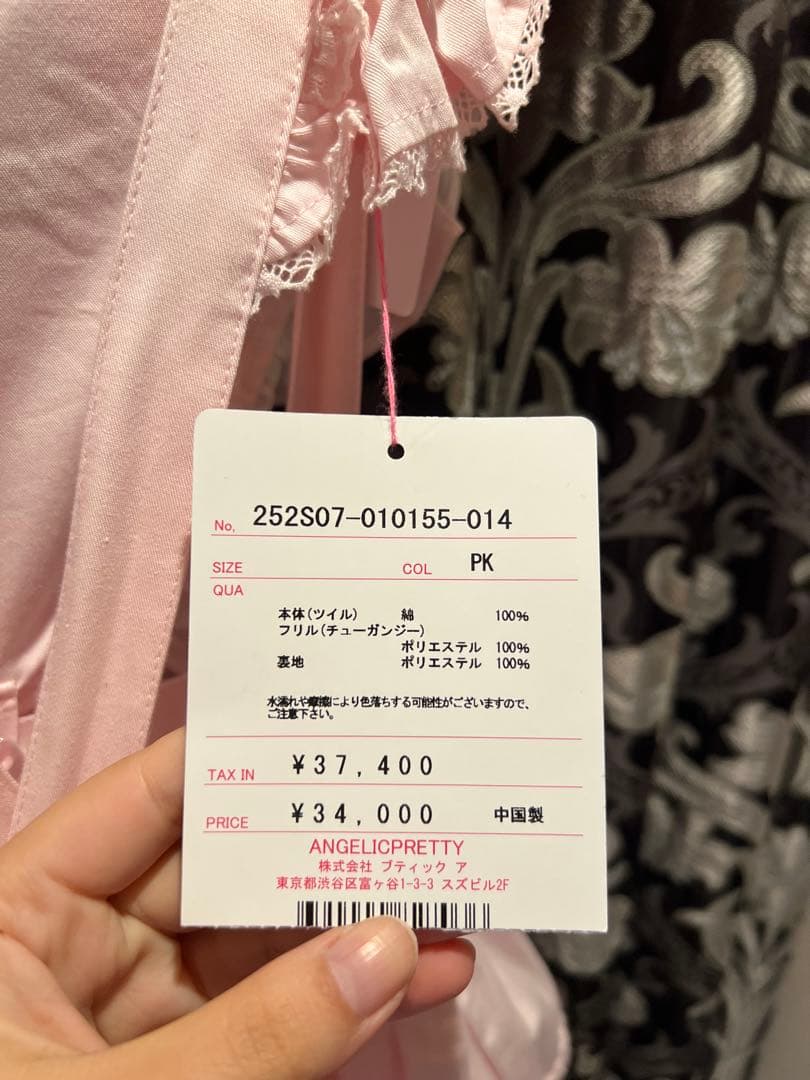 No, 252S07-010155-014
SIZE COL PK
QUA
本体(ツイル) 綿 100%
フリル(チューガンジー)
ポリエステル 100%
裏地 ポリエステル 100%
水濡れや摩擦により色落ちする可能性がございますので、
ご注意下さい。
TAX IN ¥37,400
PRICE ¥34,000 中国製
ANGELICPRETTY
株式会社 ブティック ア
東京都渋谷区富ヶ谷1-3-3 スズビル2F